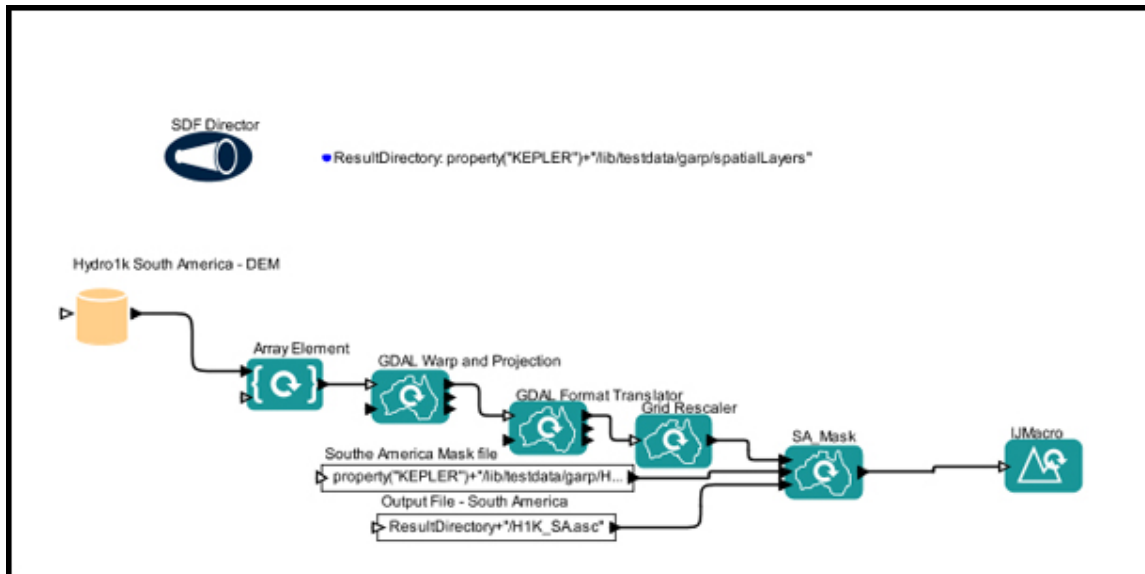 SDF Director
ResultDirectory: property("KEPLER")+"/lib/testdata/garp/spatialLayers"
Hydro1k South America - DEM
Array Element
GDAL Warp and Projection
GDAL Format Translator
Grid Rescaler
SA_Mask
IJMacro
Southe America Mask file
property("KEPLER")+"/lib/testdata/garp/H...
Output File - South America
ResultDirectory+"/H1K_SA.asc"